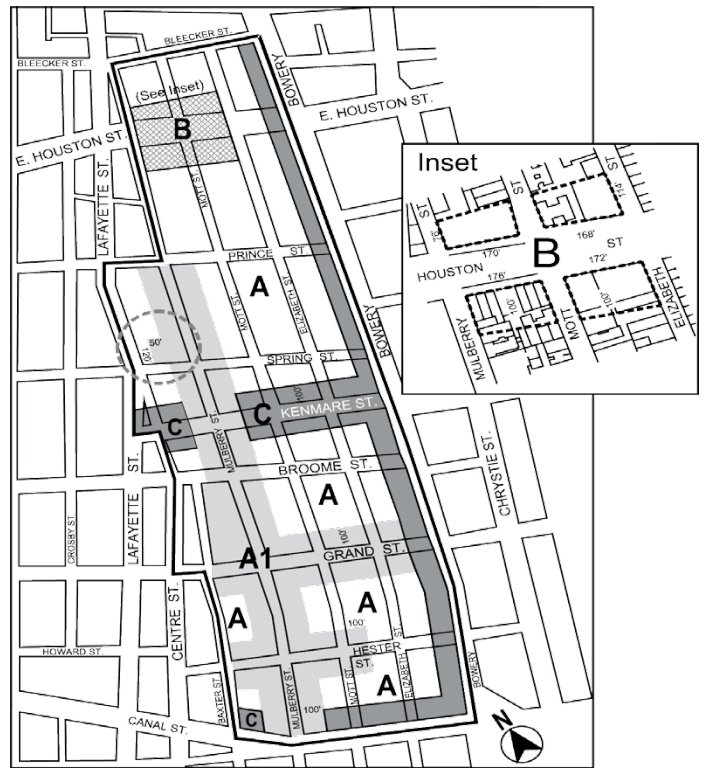 BLEECKER ST.
BLEECKER ST.
(See Inset)
B
E. HOUSTON ST.
E. HOUSTON ST.
BOWERY
LAFAYETTE ST.
MOTT ST.
PRINCE ST.
A
MOTT ST.
ELIZABETH ST.
BOWERY
50'
120'
SPRING ST.
100'
C
C
KENMARE ST.
MULBERRY ST.
BROOME ST.
A
LAFAYETTE ST.
CROSBY ST
CHRYSTIE ST.
100'
A1
GRAND ST.
A
A
100'
CENTRE ST.
HOWARD ST.
HESTER ST.
A
MOTT ST.
ELIZABETH ST.
BOWERY
BAXTER ST.
C
MULBERRY ST.
100'
CANAL ST.
N
Inset
ST
ST
76'
114'
170'
168'
B
HOUSTON
ST
176'
172'
100'
100'
MULBERRY
MOTT
ELIZABETH